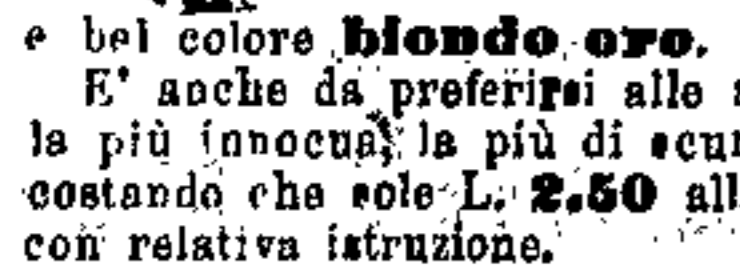 e bel colore biondo oro.
E' anche da preferirsi alle
la più innocua, la più di
costando che sole L. 2.50
con relativa istruzione.